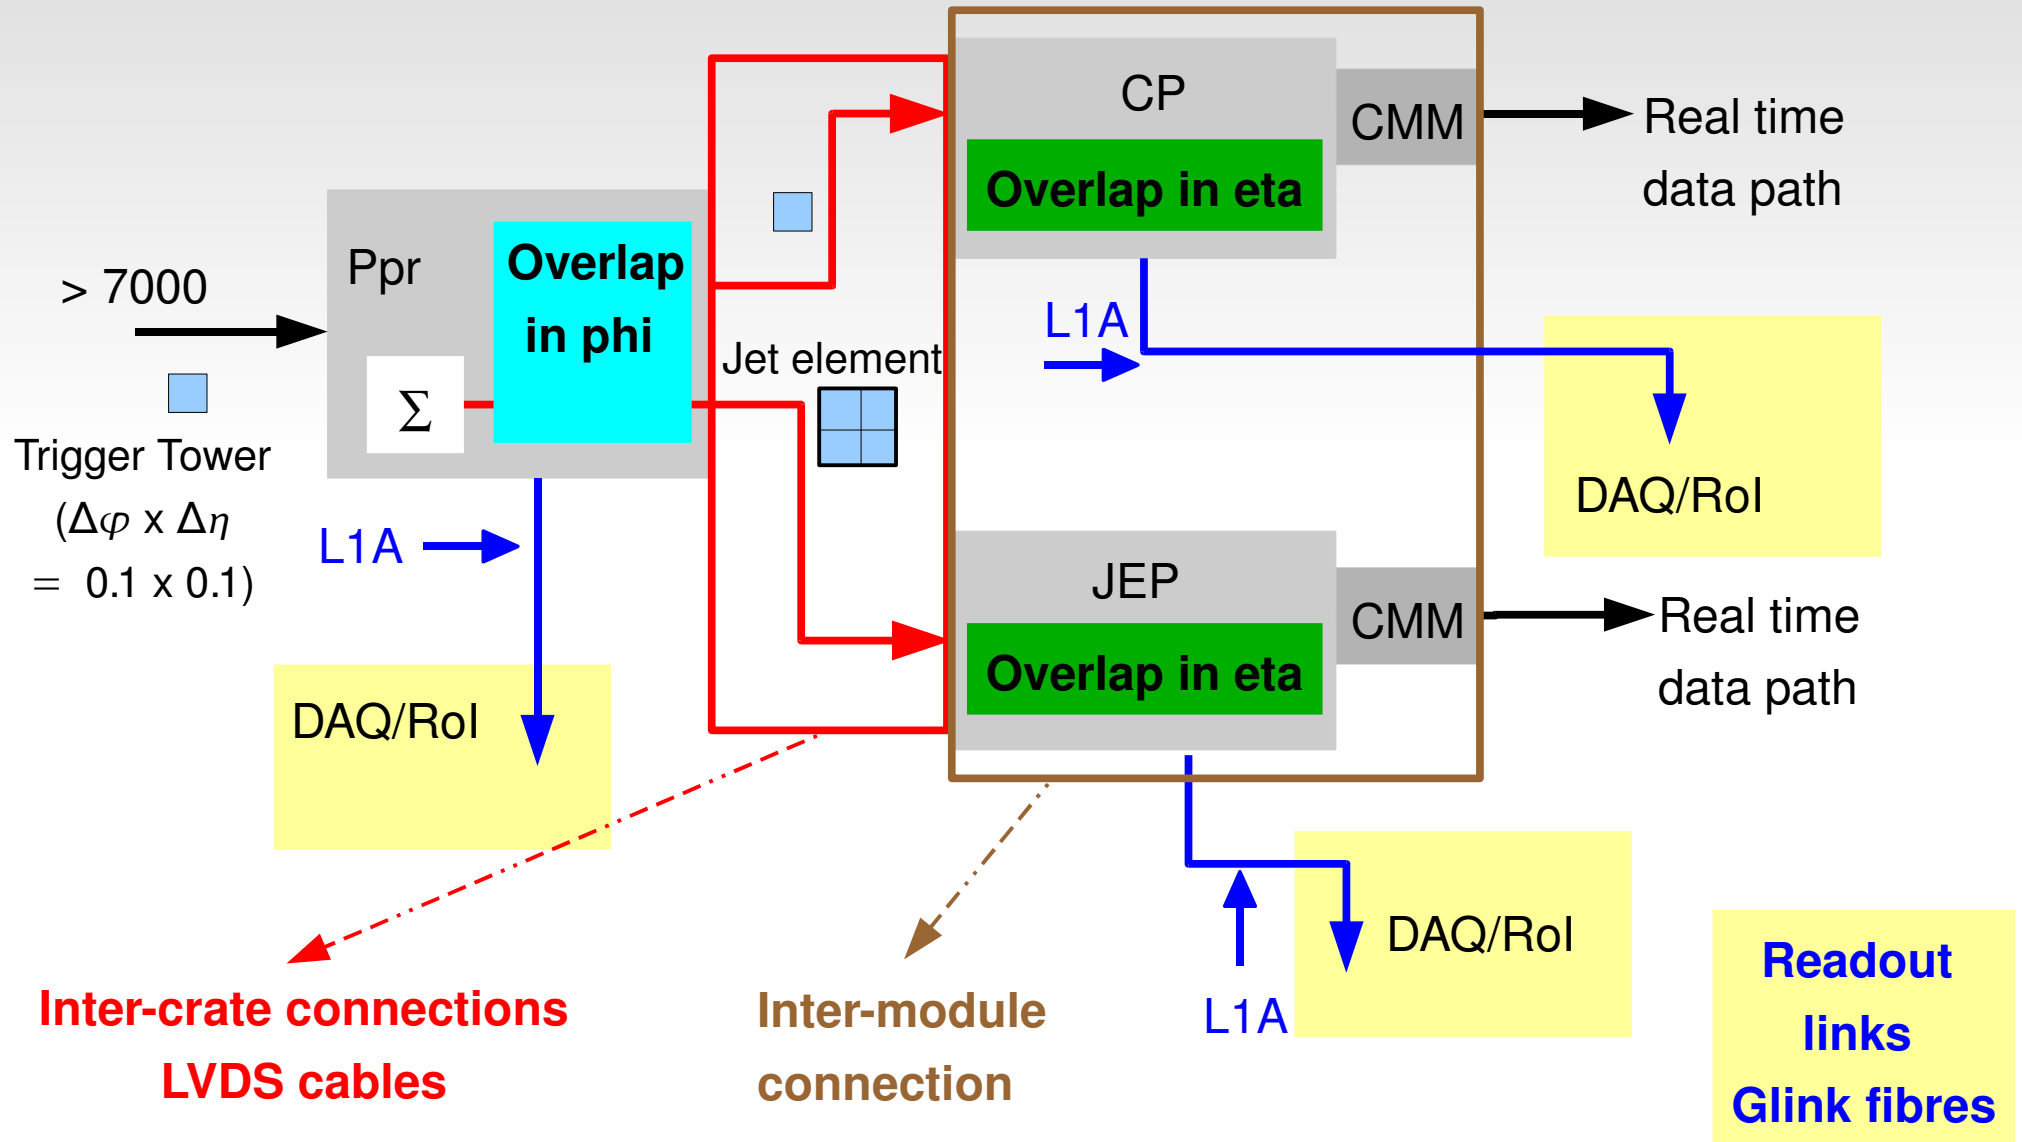 CP
CMM
Overlap in eta
Real time
data path
> 7000
Ppr
Overlap
in phi
Σ
Trigger Tower
(Δφ x Δη
= 0.1 x 0.1)
Jet element
L1A
DAQ/RoI
L1A
DAQ/RoI
JEP
CMM
Overlap in eta
Real time
data path
L1A
DAQ/RoI
Inter-crate connections
LVDS cables
Inter-module
connection
Readout
links
Glink fibres